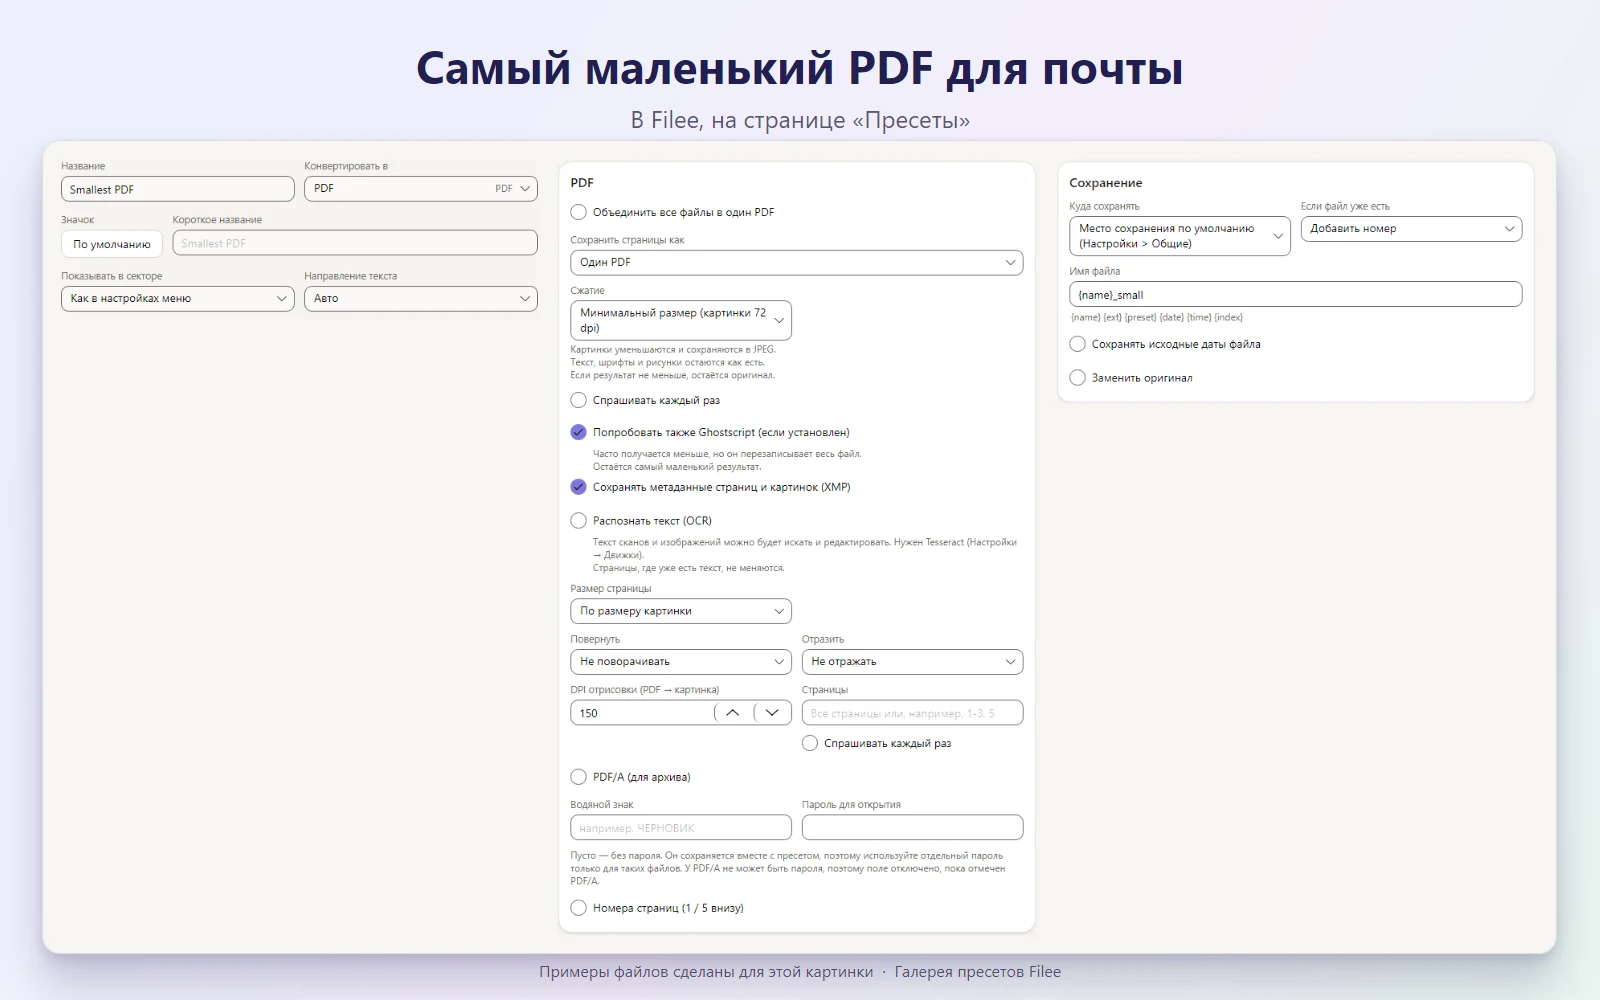 Самый маленький PDF для почты
В Filee, на странице «Пресеты»
Название
Конвертировать в
Smallest PDF
PDF
PDF
Значок
Короткое название
По умолчанию
Smallest PDF
Показывать в секторе
Направление текста
Как в настройках меню
Авто
PDF
Объединить все файлы в один PDF
Сохранить страницы как
Один PDF
Сжатие
Минимальный размер (картинки 72
dpi)
Картинки уменьшаются и сохраняются в JPEG.
Текст, шрифты и рисунки остаются как есть.
Если результат не меньше, остаётся оригинал.
Спрашивать каждый раз
Попробовать также Ghostscript (если установлен)
Часто получается меньше, но он перезаписывает весь файл.
Остаётся самый маленький результат.
Сохранять метаданные страниц и картинок (XMP)
Распознать текст (OCR)
Текст сканов и изображений можно будет искать и редактировать. Нужен Tesseract (Настройки
→ Движки).
Страницы, где уже есть текст, не меняются.
Размер страницы
По размеру картинки
Повернуть
Отразить
Не поворачивать
Не отражать
DPI отрисовки (PDF → картинка)
Страницы
150
Все страницы или, например, 1-3, 5
Спрашивать каждый раз
PDF/A (для архива)
Водяной знак
Пароль для открытия
например, ЧЕРНОВИК
Пусто — без пароля. Он сохраняется вместе с пресетом, поэтому используйте отдельный пароль
только для таких файлов. У PDF/A не может быть пароля, поэтому поле отключено, пока отмечен
PDF/A.
Номера страниц (1 / 5 внизу)
Сохранение
Куда сохранять
Если файл уже есть
Место сохранения по умолчанию
(Настройки > Общие)
Добавить номер
Имя файла
{name}_small
{name} {ext} {preset} {date} {time} {index}
Сохранять исходные даты файла
Заменить оригинал
Примеры файлов сделаны для этой картинки · Галерея пресетов Filee